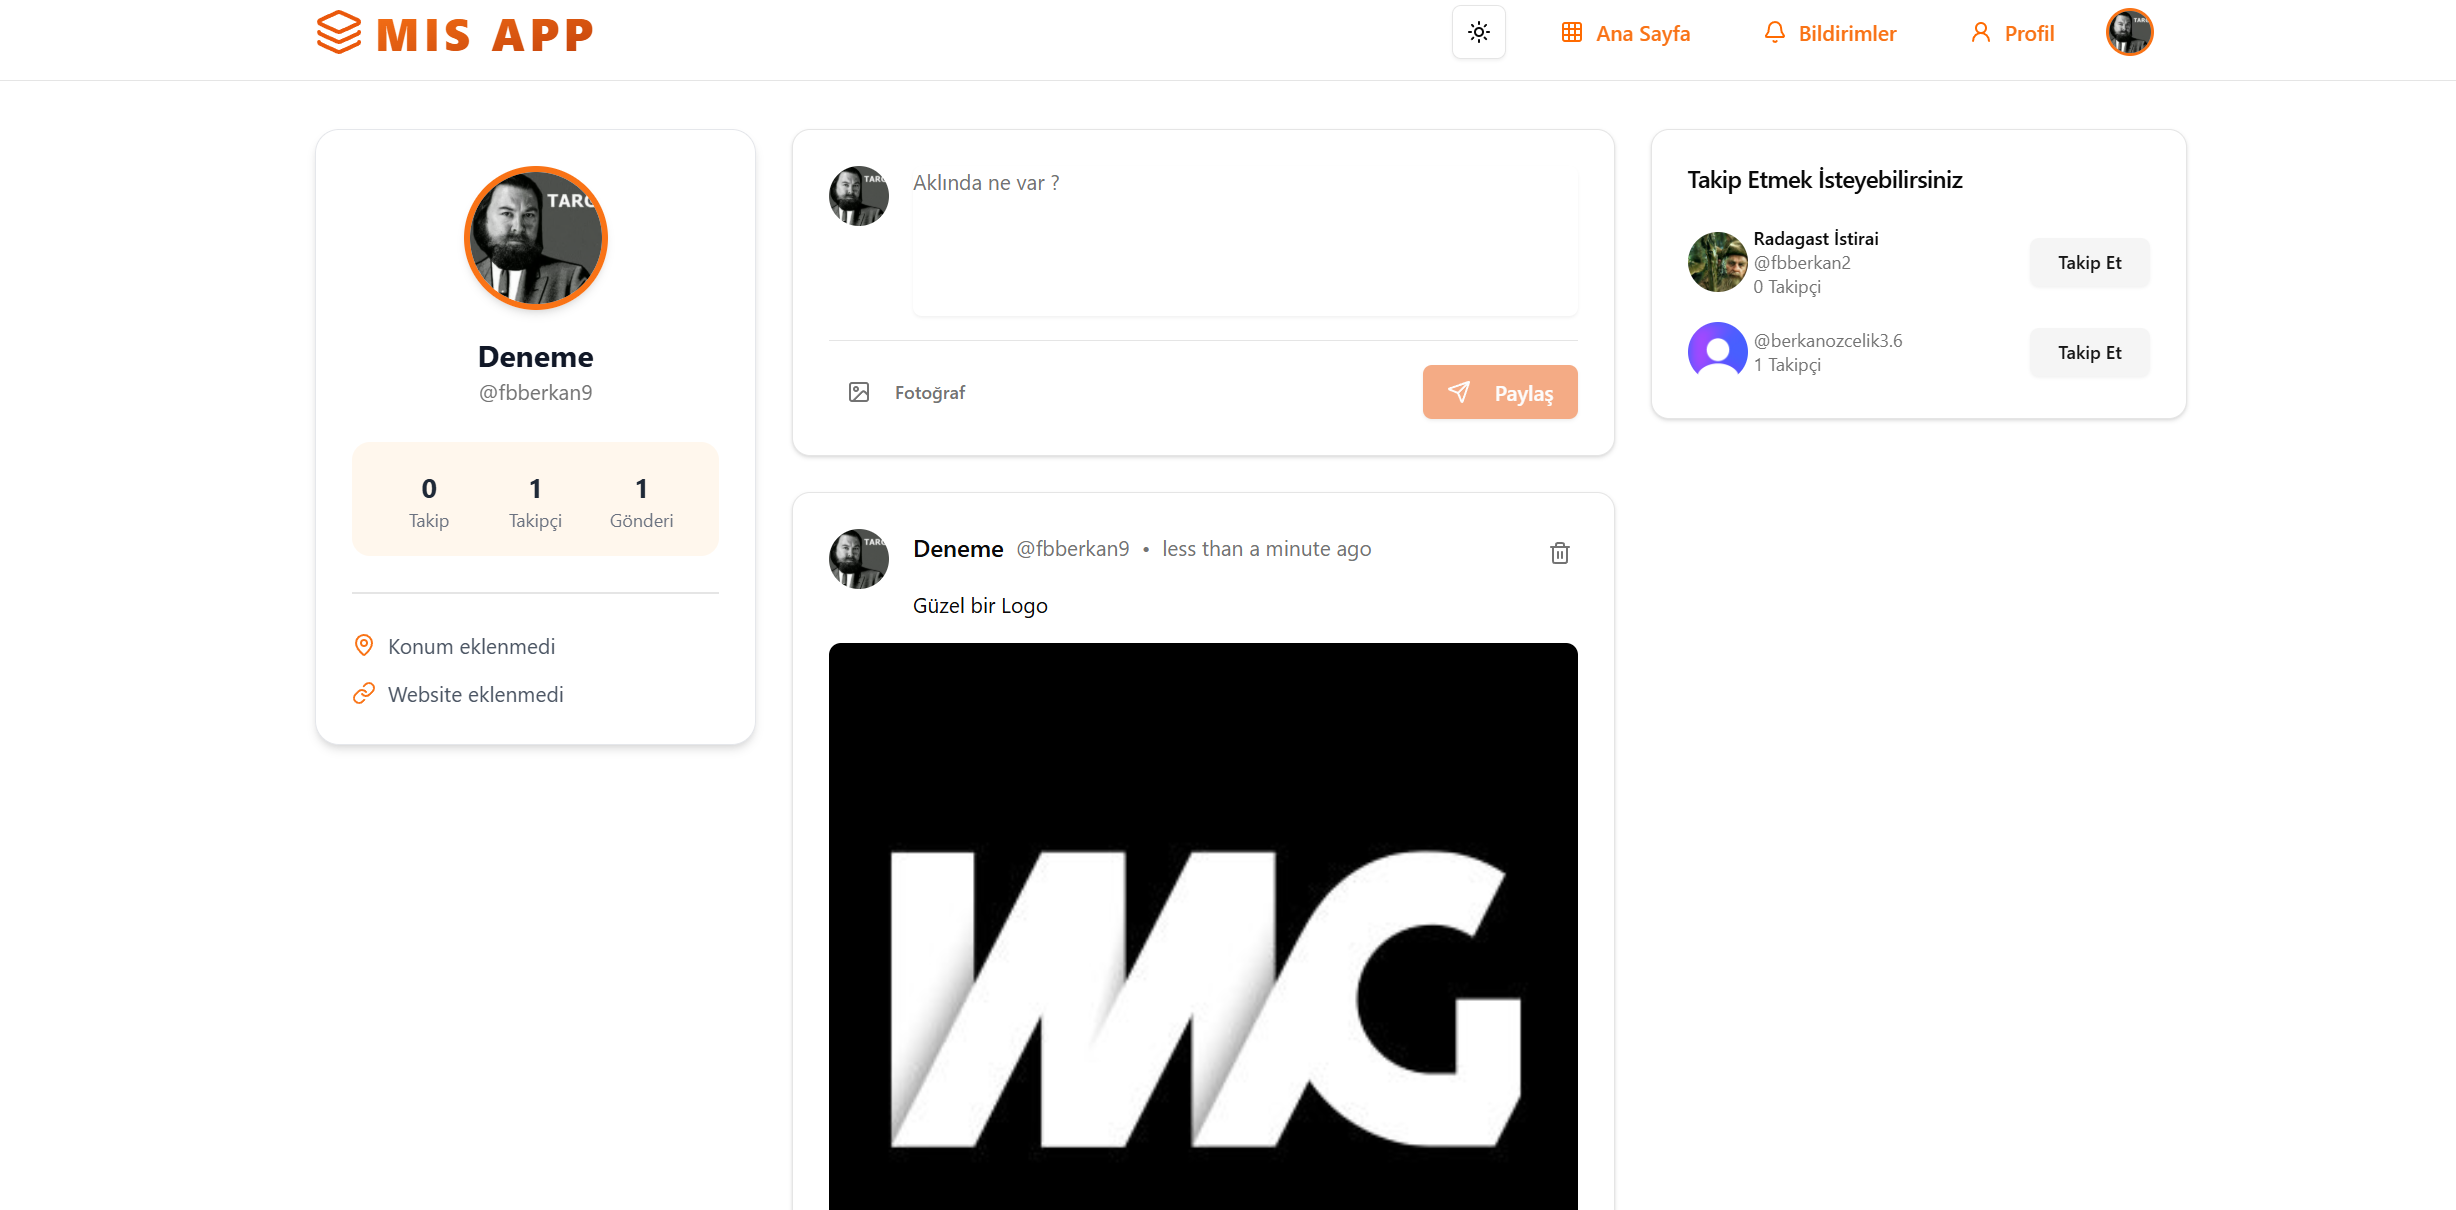 MIS APP
Ana Sayfa
Bildirimler
Profil
TARG
Deneme
@fbberkan9
0
Takip
1
Takipçi
1
Gönderi
Konum eklenmedi
Website eklenmedi
Aklında ne var ?
Fotoğraf
Paylaş
Deneme @fbberkan9 • less than a minute ago
Güzel bir Logo
IMG
Takip Etmek İsteyebilirsiniz
Radagast İstirai
@fbberkan2
0 Takipçi
Takip Et
@berkanozcelik3.6
1 Takipçi
Takip Et